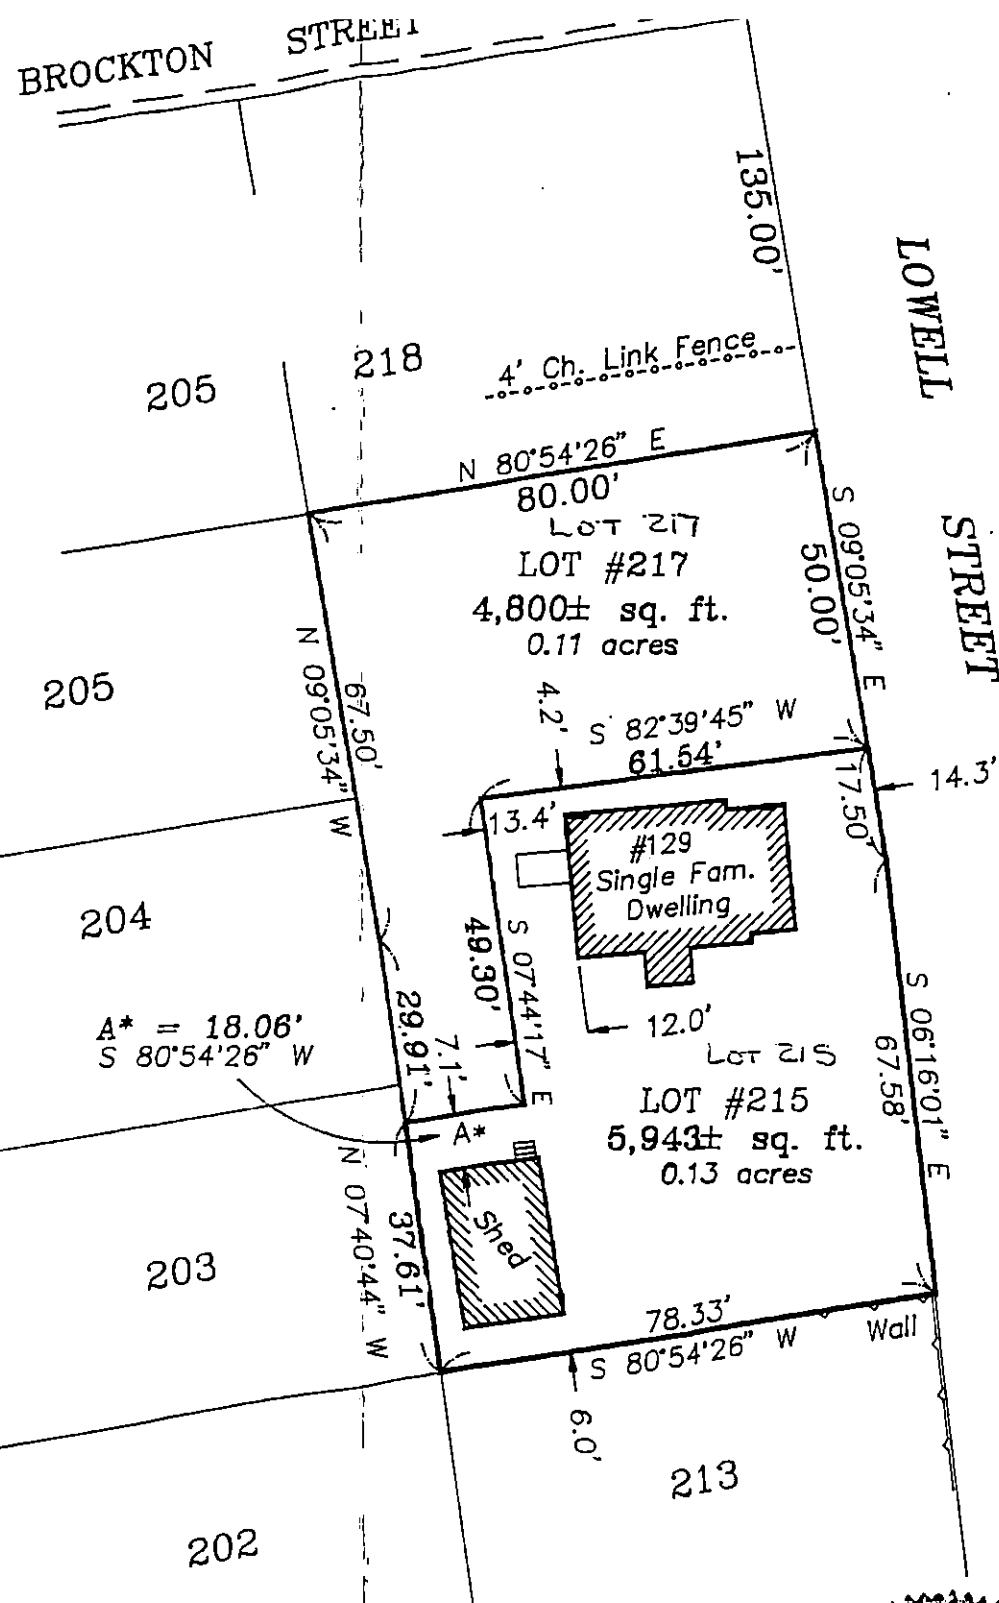 BROCKTON STREET
135.00'
LOWELL STREET
205
218
4' Ch. Link Fence
N 80°54'26" E
80.00'
LOT 217
LOT #217
4,800± sq. ft.
0.11 acres
S 09°05'34" E
50.00'
205
N 09°05'34" W
67.50'
4.2'
S 82°39'45" W
61.54'
17.50'
14.3'
13.4'
#129
Single Fam.
Dwelling
204
49.30'
S 07°44'17" E
29.91'
7.1'
12.0'
A* = 18.06'
S 80°54'26" W
A*
LOT 215
LOT #215
5,943± sq. ft.
0.13 acres
S 06°16'01" E
67.58'
203
N 07°40'44" W
37.61'
Shed
78.33'
S 80°54'26" W
Wall
6.0'
213
202